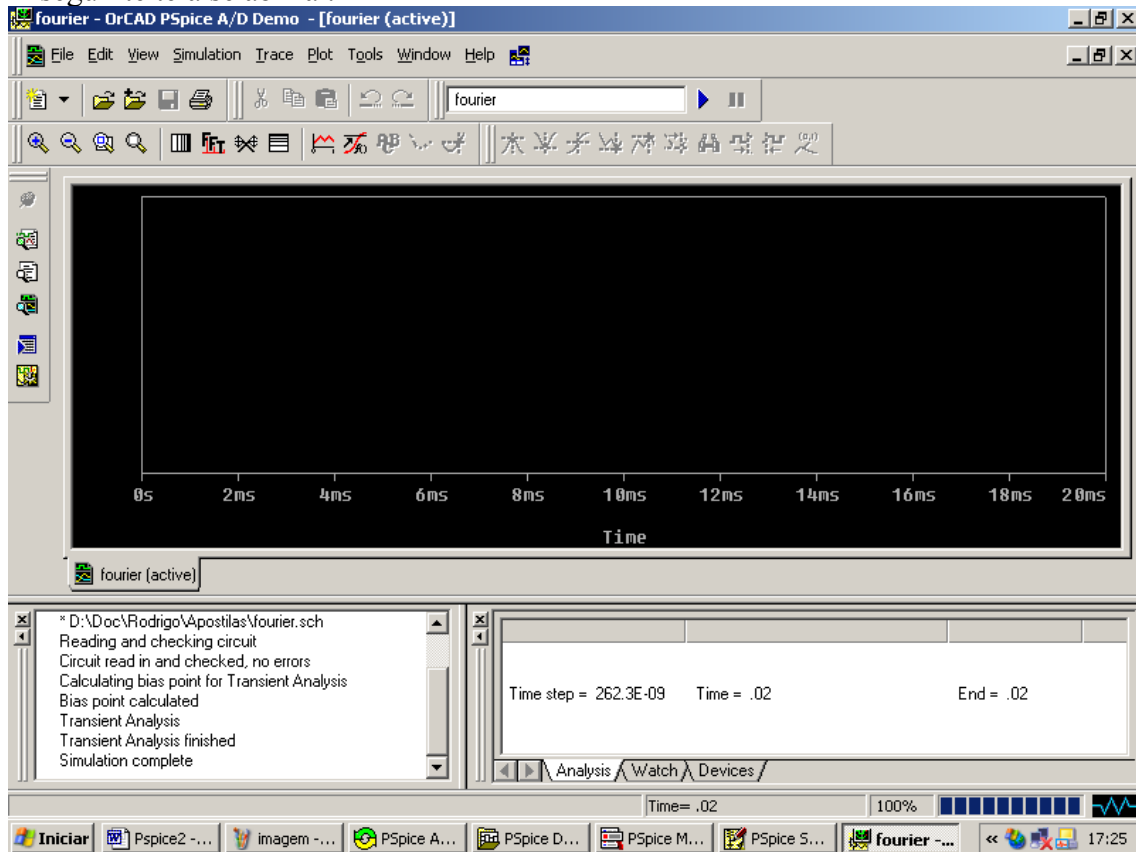 fourier - OrCAD PSpice A/D Demo - [fourier (active)]
File Edit View Simulation Trace Plot Tools Window Help
fourier
FFT
0s 2ms 4ms 6ms 8ms 10ms 12ms 14ms 16ms 18ms 20ms
Time
fourier (active)
* D:\Doc\Rodrigo\Apostilas\fourier.sch
Reading and checking circuit
Circuit read in and checked, no errors
Calculating bias point for Transient Analysis
Bias point calculated
Transient Analysis
Transient Analysis finished
Simulation complete
Time step = 262.3E-09 Time = .02 End = .02
Analysis Watch Devices
Time= .02 100%
Iniciar Pspice2 -... imagem -... PSpice A... PSpice D... PSpice M... PSpice S... fourier -... « 17:25